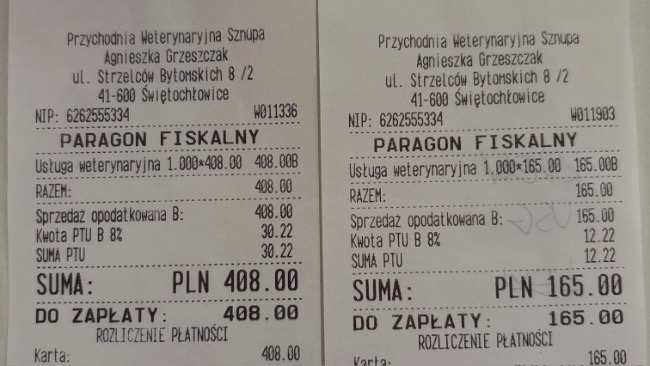 Przychodnia Weterynaryjna Sznupa
Agnieszka Grzeszczak
ul. Strzelców Bytomskich 8 /2
41-600 Świętochłowice
NIP: 6262555334 W011336
PARAGON FISKALNY
Usługa weterynaryjna 1.000*408.00 408.00B
RAZEM: 408.00
Sprzedaż opodatkowana B: 408.00
Kwota PTU B 8% 30.22
SUMA PTU 30.22
SUMA: PLN 408.00
DO ZAPŁATY: 408.00
ROZLICZENIE PŁATNOŚCI
Karta: 408.00
Przychodnia Weterynaryjna Sznupa
Agnieszka Grzeszczak
ul. Strzelców Bytomskich 8 /2
41-600 Świętochłowice
NIP: 6262555334 W011903
PARAGON FISKALNY
Usługa weterynaryjna 1.000*165.00 165.00B
RAZEM: 165.00
Sprzedaż opodatkowana B: 165.00
Kwota PTU B 8% 12.22
SUMA PTU 12.22
SUMA: PLN 165.00
DO ZAPŁATY: 165.00
ROZLICZENIE PŁATNOŚCI
Karta: 165.00